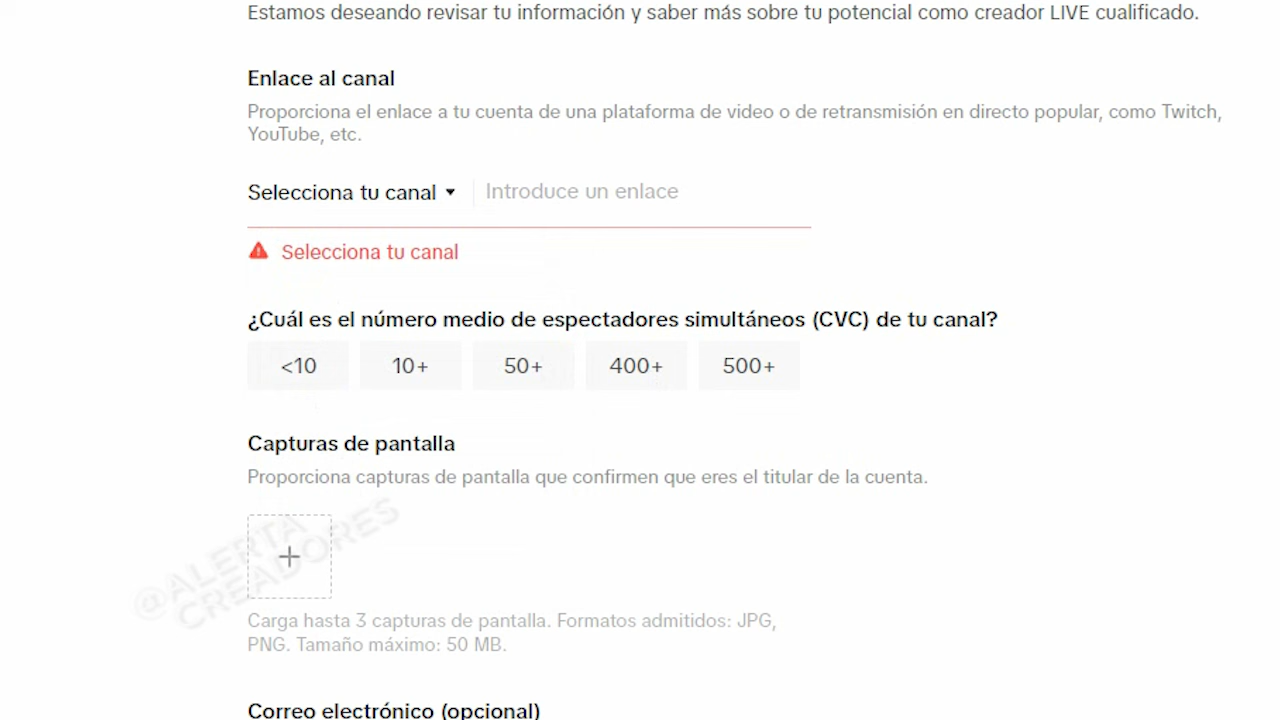 Estamos deseando revisar tu información y saber más sobre tu potencial como creador LIVE cualificado.
Enlace al canal
Proporciona el enlace a tu cuenta de una plataforma de video o de retransmisión en directo popular, como Twitch,
YouTube, etc.
Selecciona tu canal
Introduce un enlace
Selecciona tu canal
¿Cuál es el número medio de espectadores simultáneos (CVC) de tu canal?
<10
10+
50+
400+
500+
Capturas de pantalla
Proporciona capturas de pantalla que confirmen que eres el titular de la cuenta.
@ALERTA
CREADORES
Carga hasta 3 capturas de pantalla. Formatos admitidos: JPG,
PNG. Tamaño máximo: 50 MB.
Correo electrónico (opcional)